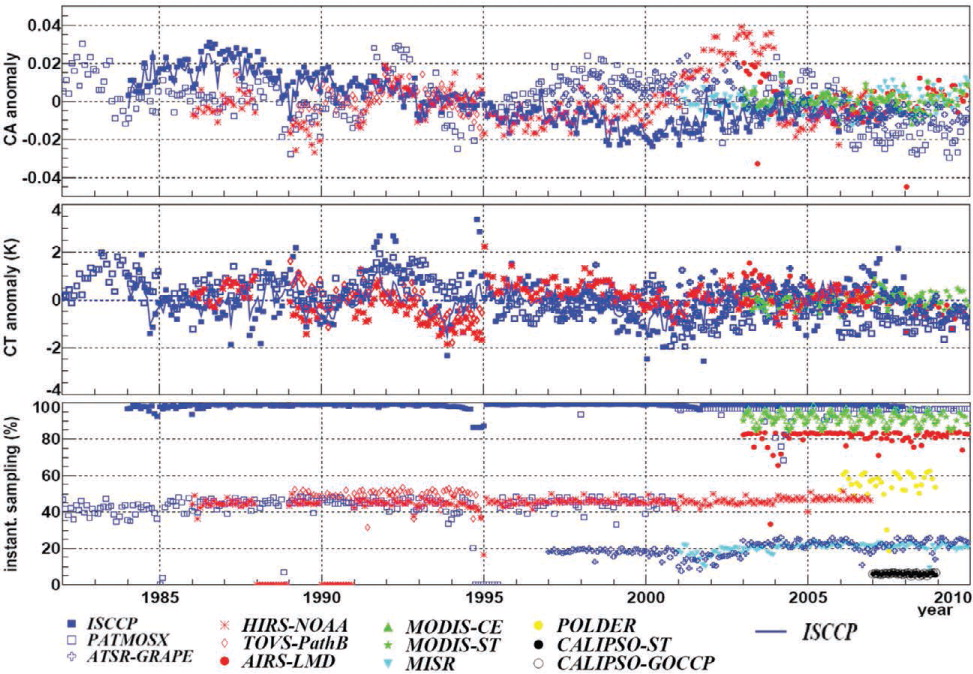 CA anomaly
0.04
0.02
0
-0.02
-0.04
CT anomaly (K)
4
2
0
-2
-4
instant. sampling (%)
100
80
60
40
20
0
1985 1990 1995 2000 2005 2010
year
ISCCP HIRS-NOAA MODIS-CE POLDER ISCCP
PATMOSX TOVS-PathB MODIS-ST CALIPSO-ST
ATSR-GRAPE AIRS-LMD MISR CALIPSO-GOCCP